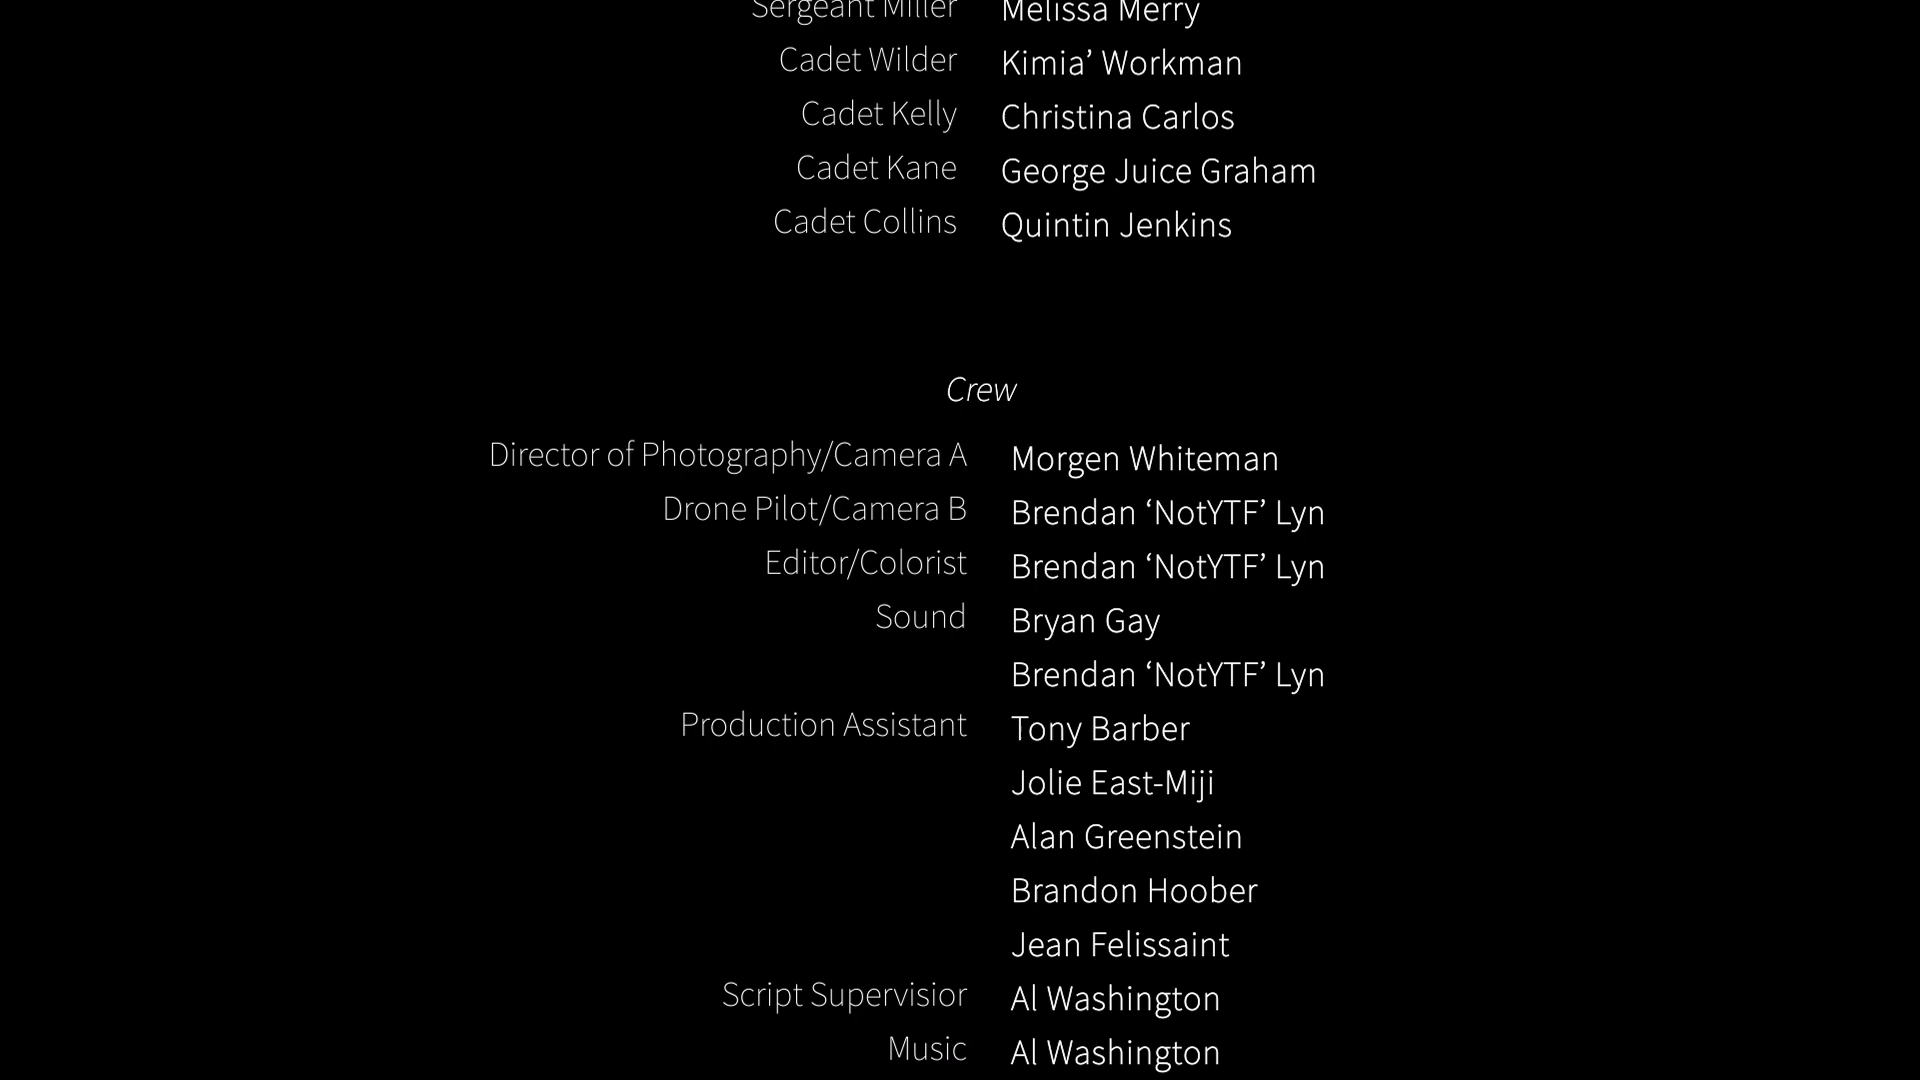 Sergeant Miller Melissa Merry
Cadet Wilder Kimia’ Workman
Cadet Kelly Christina Carlos
Cadet Kane George Juice Graham
Cadet Collins Quintin Jenkins
Crew
Director of Photography/Camera A Morgen Whiteman
Drone Pilot/Camera B Brendan ‘NotYTF’ Lyn
Editor/Colorist Brendan ‘NotYTF’ Lyn
Sound Bryan Gay
Brendan ‘NotYTF’ Lyn
Production Assistant Tony Barber
Jolie East-Miji
Alan Greenstein
Brandon Hoober
Jean Felissaint
Script Supervisior Al Washington
Music Al Washington